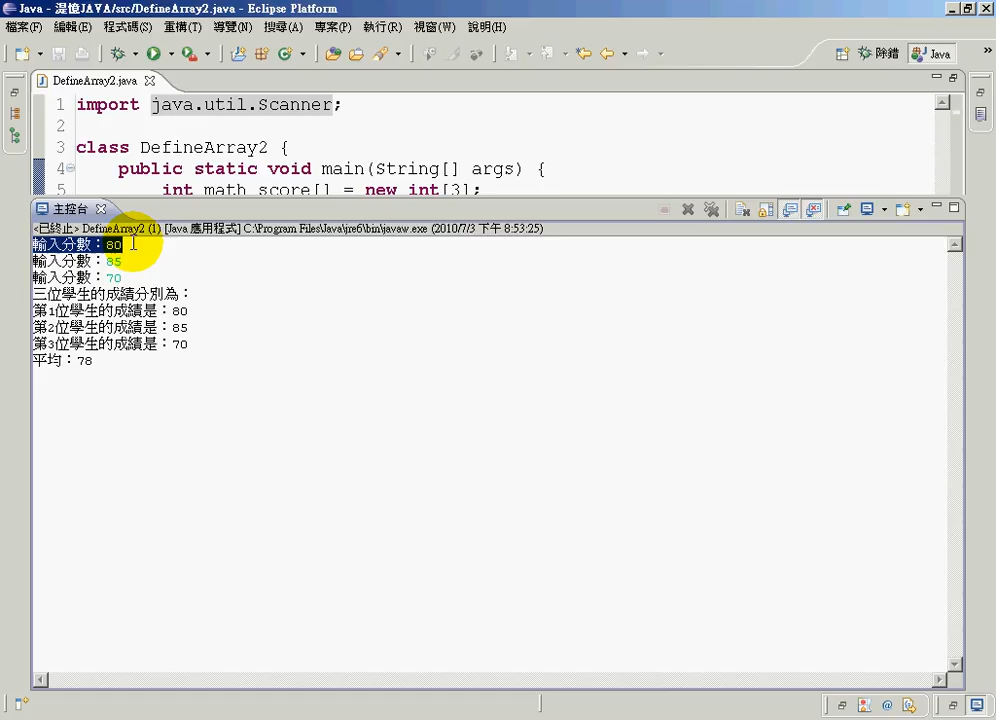 Java - 溼憶JAVA/src/DefineArray2.java - Eclipse Platform
檔案(F) 編輯(E) 程式碼(S) 重構(T) 導覽(N) 搜尋(A) 專案(P) 執行(R) 視窗(W) 說明(H)
除錯 Java »
DefineArray2.java
1 import java.util.Scanner;
2
3 class DefineArray2 {
4 public static void main(String[] args) {
5 int math_score[] = new int[3];
主控台
<已終止> DefineArray2 (1) [Java 應用程式] C:\Program Files\Java\jre6\bin\javaw.exe (2010/7/3 下午 8:53:25)
輸入分數：80
輸入分數：85
輸入分數：70
三位學生的成績分別為：
第1位學生的成績是：80
第2位學生的成績是：85
第3位學生的成績是：70
平均：78